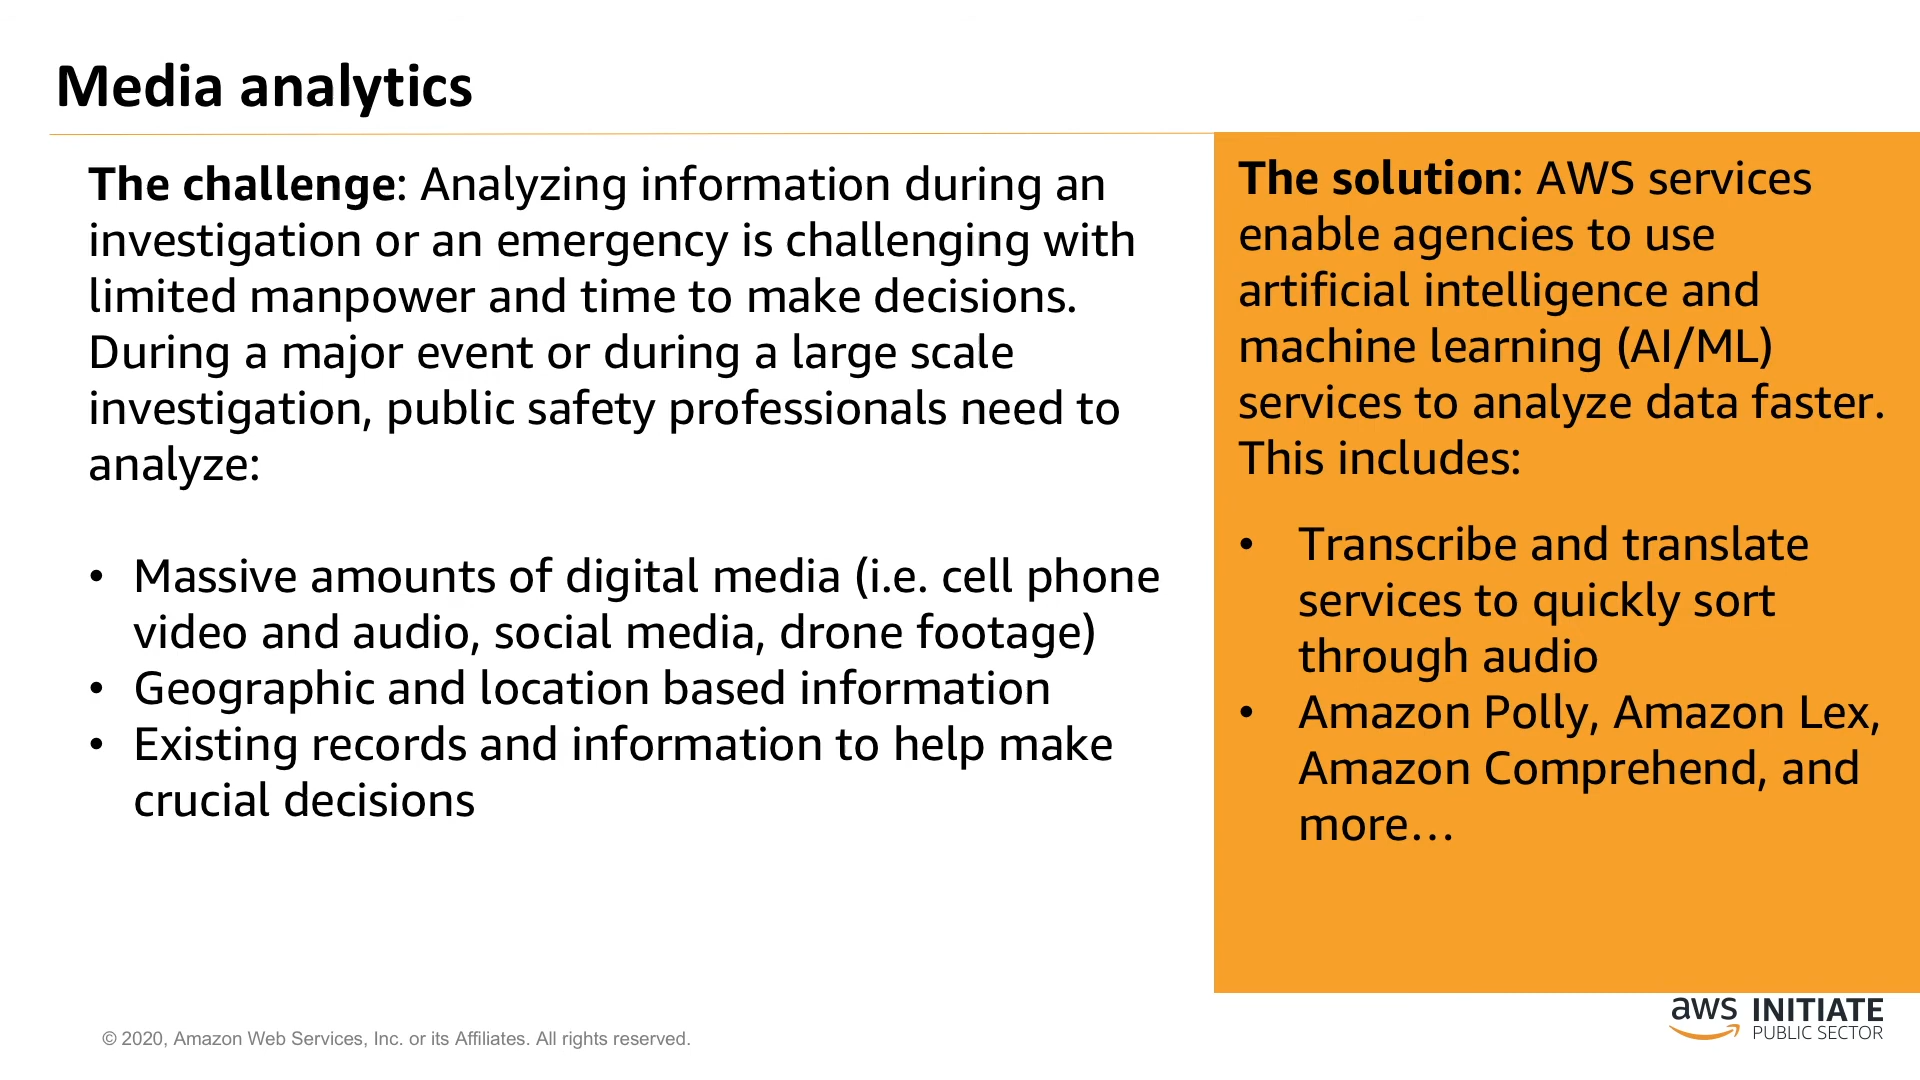 Media analytics
The challenge: Analyzing information during an
investigation or an emergency is challenging with
limited manpower and time to make decisions.
During a major event or during a large scale
investigation, public safety professionals need to
analyze:
• Massive amounts of digital media (i.e. cell phone
video and audio, social media, drone footage)
• Geographic and location based information
• Existing records and information to help make
crucial decisions
The solution: AWS services
enable agencies to use
artificial intelligence and
machine learning (AI/ML)
services to analyze data faster.
This includes:
• Transcribe and translate
services to quickly sort
through audio
• Amazon Polly, Amazon Lex,
Amazon Comprehend, and
more…
© 2020, Amazon Web Services, Inc. or its Affiliates. All rights reserved.
aws INITIATE
PUBLIC SECTOR